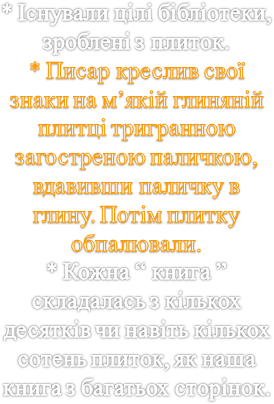 * Існували цілі бібліотеки,
зроблені з плиток.
* Писар креслив свої
знаки на м’якій глиняній
плитці тригранною
загостреною паличкою,
вдавивши паличку в
глину. Потім плитку
обпалювали.
* Кожна “ книга ”
складалась з кількох
десятків чи навіть кількох
сотень плиток, як наша
книга з багатьох сторінок.